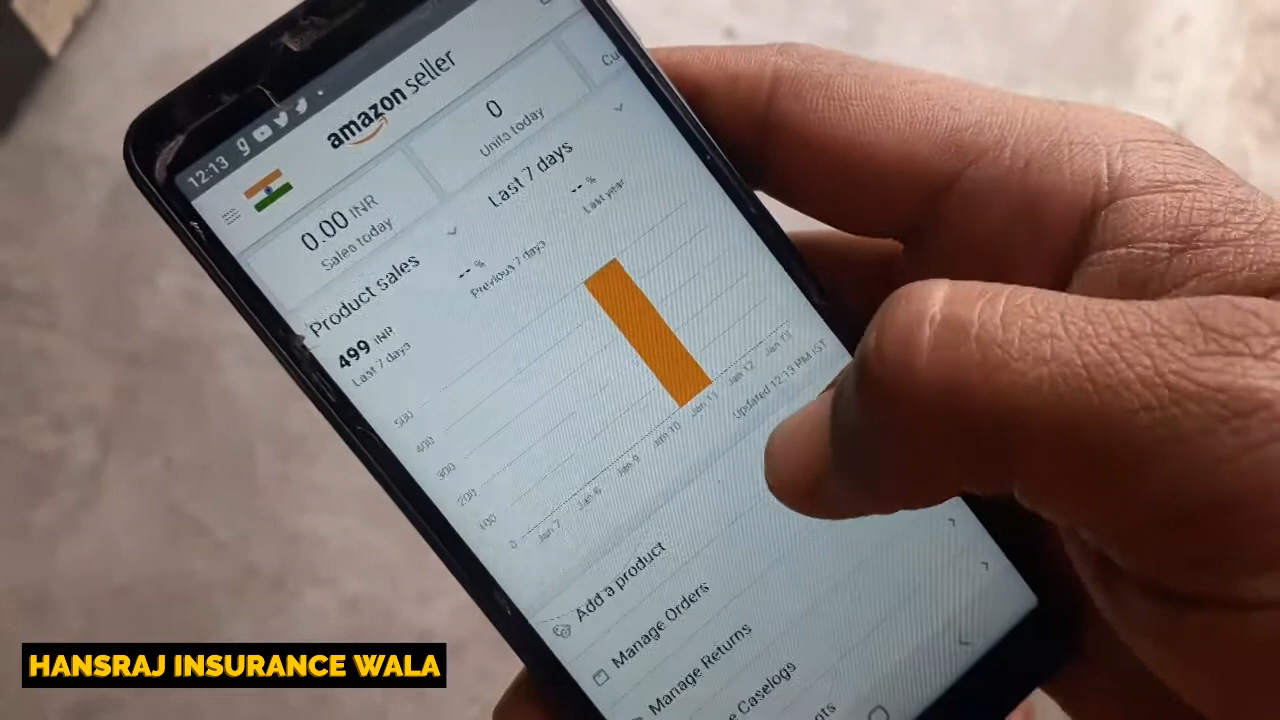 12:13
amazon seller
0.00 INR
Sales today
0
Units today
Cu
Product sales
Last 7 days
499 INR
Last 7 days
-- %
Previous 7 days
-- %
Last year
500
400
300
200
100
0
Jan 7
Jan 9
Jan 10
Jan 11
Jan 12
Jan 13
Updated 12:13 PM IST
Add a product
Manage Orders
Manage Returns
Caselogs
HANSRAJ INSURANCE WALA